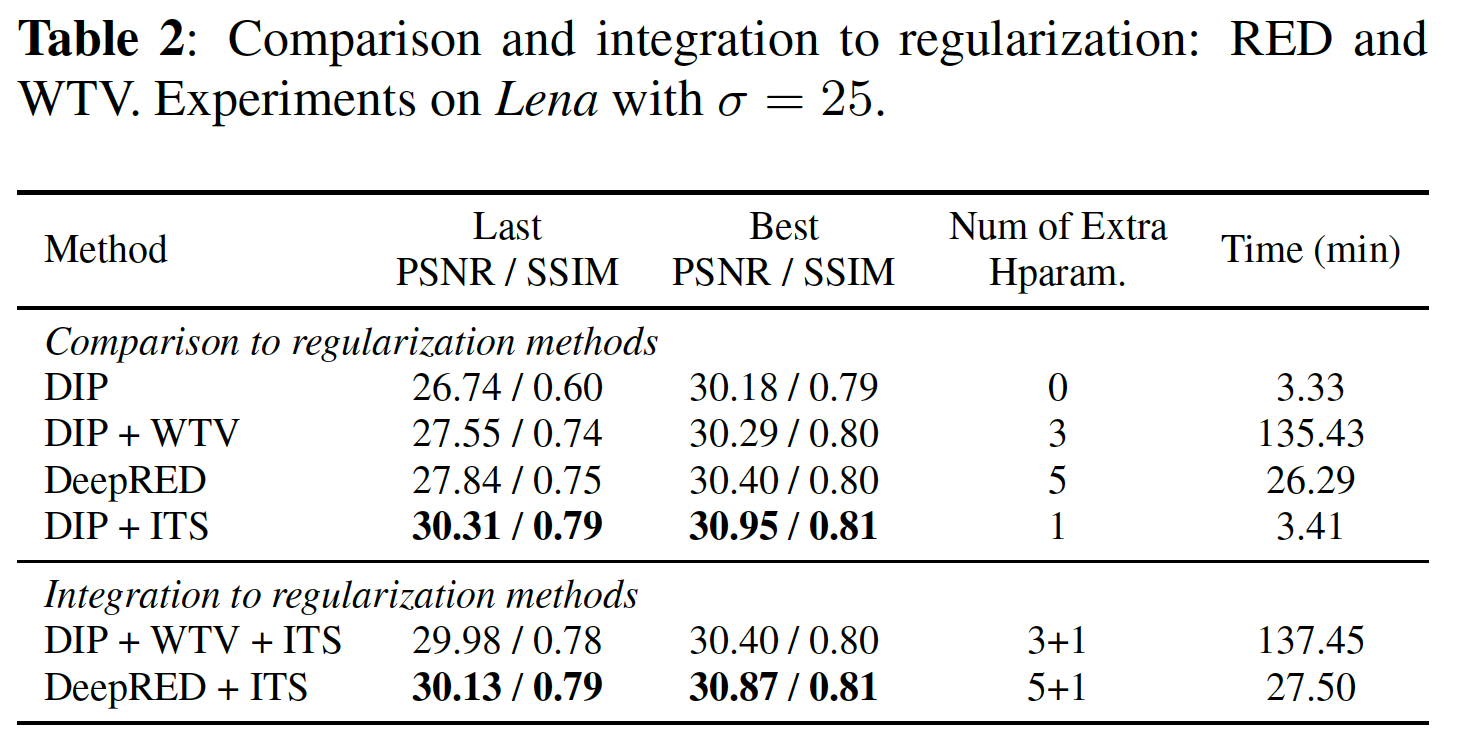 Table 2: Comparison and integration to regularization: RED and
WTV. Experiments on Lena with σ = 25.
Method Last PSNR / SSIM Best PSNR / SSIM Num of Extra Hparam. Time (min)
Comparison to regularization methods
DIP 26.74 / 0.60 30.18 / 0.79 0 3.33
DIP + WTV 27.55 / 0.74 30.29 / 0.80 3 135.43
DeepRED 27.84 / 0.75 30.40 / 0.80 5 26.29
DIP + ITS 30.31 / 0.79 30.95 / 0.81 1 3.41
Integration to regularization methods
DIP + WTV + ITS 29.98 / 0.78 30.40 / 0.80 3+1 137.45
DeepRED + ITS 30.13 / 0.79 30.87 / 0.81 5+1 27.50